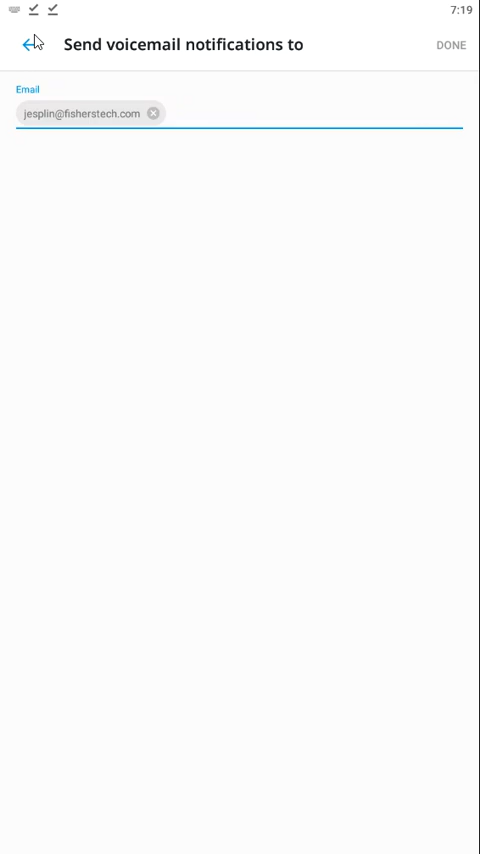 7:19
Send voicemail notifications to
DONE
Email
jesplin@fisherstech.com